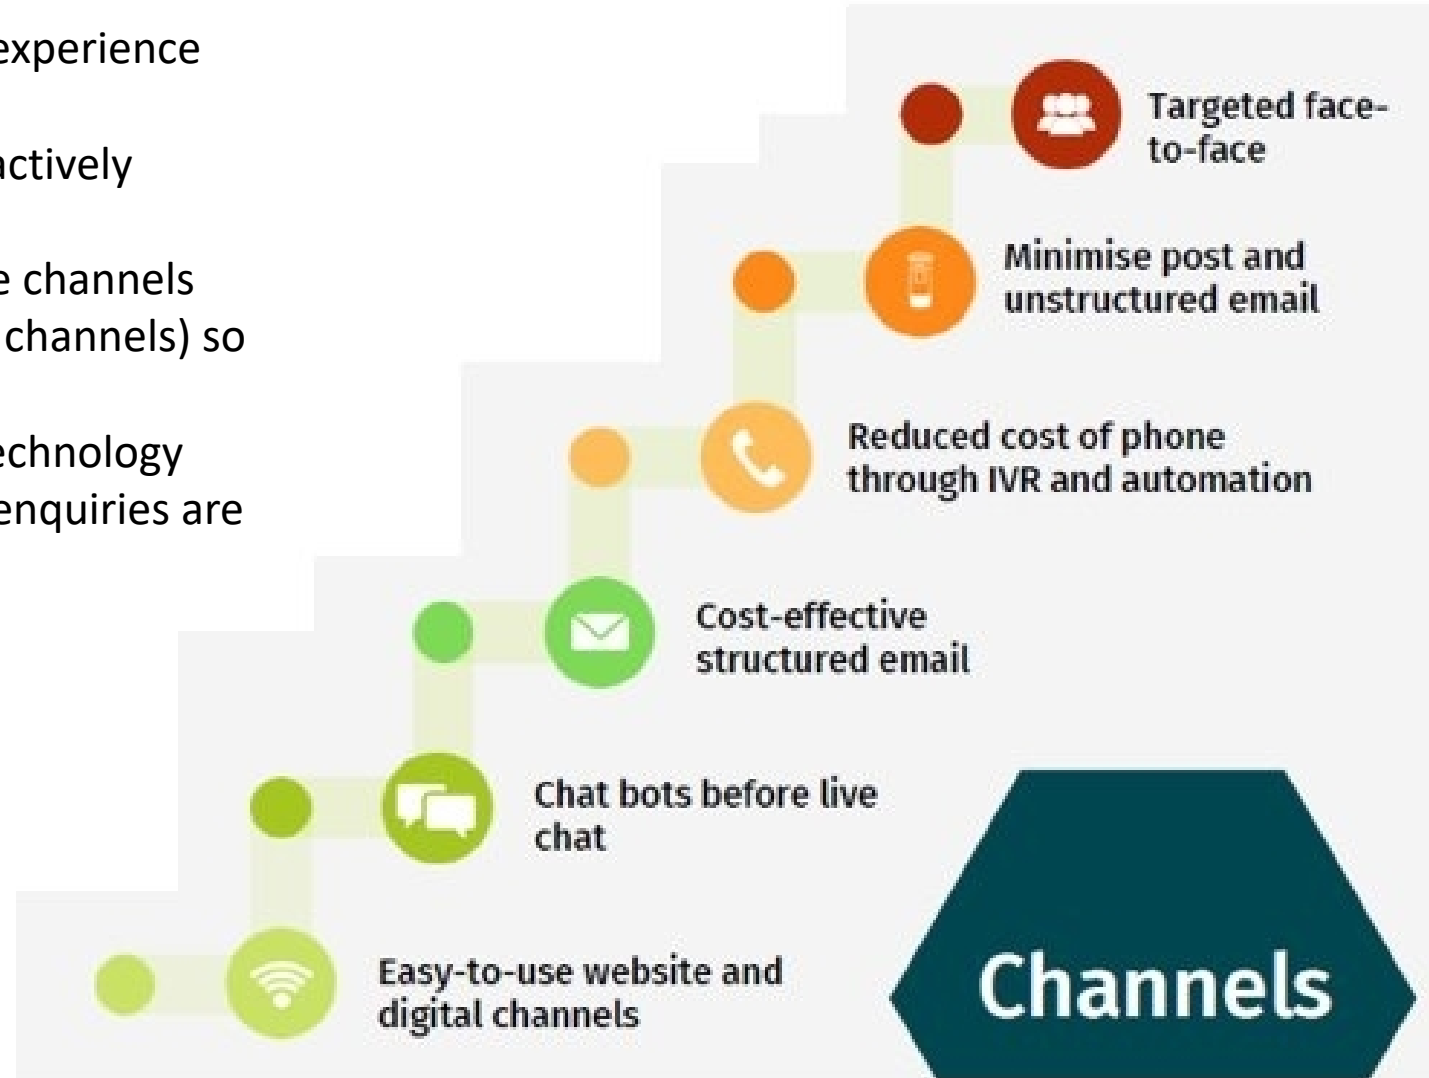 experience
actively
e channels
channels) so
echnology
enquiries are
Targeted face-
to-face
Minimise post and
unstructured email
Reduced cost of phone
through IVR and automation
Cost-effective
structured email
Chat bots before live
chat
Easy-to-use website and
digital channels
Channels